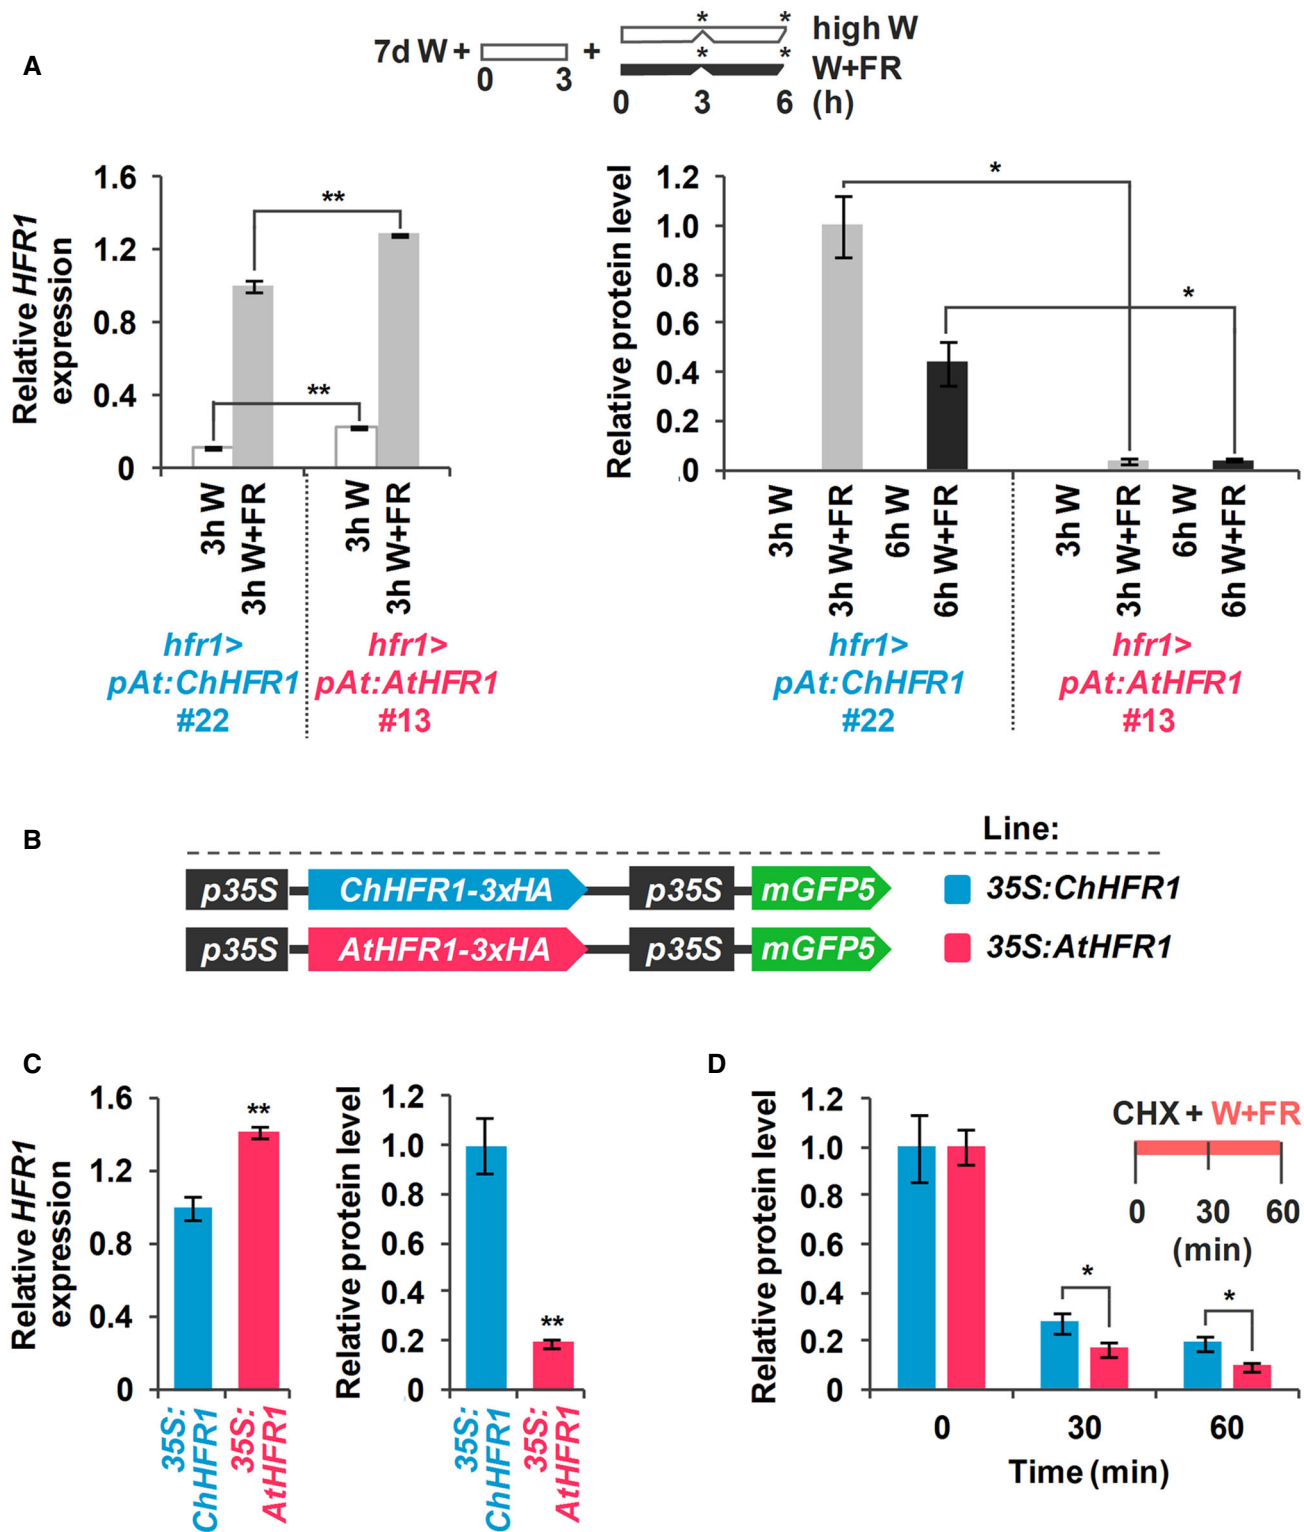 A
7d W +
0 3
+
* *
high W
* *
W+FR
0 3 6 (h)
Relative HFR1
expression
1.6
1.2
0.8
0.4
0
**
**
3h W
3h W+FR
3h W
3h W+FR
hfr1>
pAt:ChHFR1
#22
hfr1>
pAt:AtHFR1
#13
Relative protein level
1.2
1.0
0.8
0.6
0.4
0.2
0
*
*
3h W
3h W+FR
6h W
6h W+FR
3h W
3h W+FR
6h W
6h W+FR
hfr1>
pAt:ChHFR1
#22
hfr1>
pAt:AtHFR1
#13
B
Line:
p35S ChHFR1-3xHA p35S mGFP5 35S:ChHFR1
p35S AtHFR1-3xHA p35S mGFP5 35S:AtHFR1
C
Relative HFR1
expression
1.6
1.2
0.8
0.4
0
**
35S:
ChHFR1
35S:
AtHFR1
Relative protein level
1.2
1.0
0.8
0.6
0.4
0.2
0
**
35S:
ChHFR1
35S:
AtHFR1
D
Relative protein level
1.2
1.0
0.8
0.6
0.4
0.2
0
CHX + W+FR
0 30 60
(min)
*
*
0 30 60
Time (min)